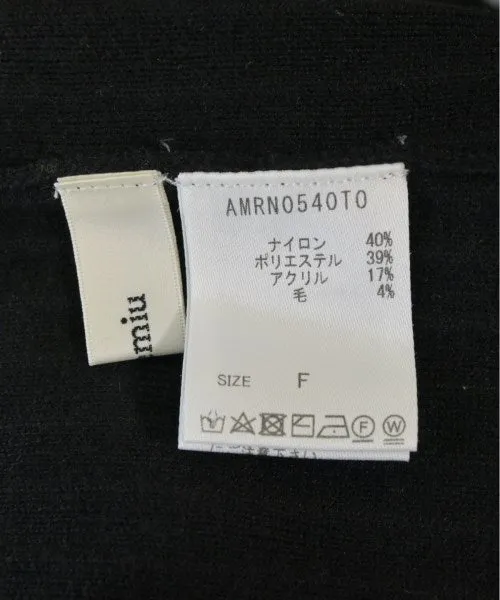 AMRN0540T0
ナイロン 40%
ポリエステル 39%
アクリル 17%
毛 4%
SIZE F
F W
miu